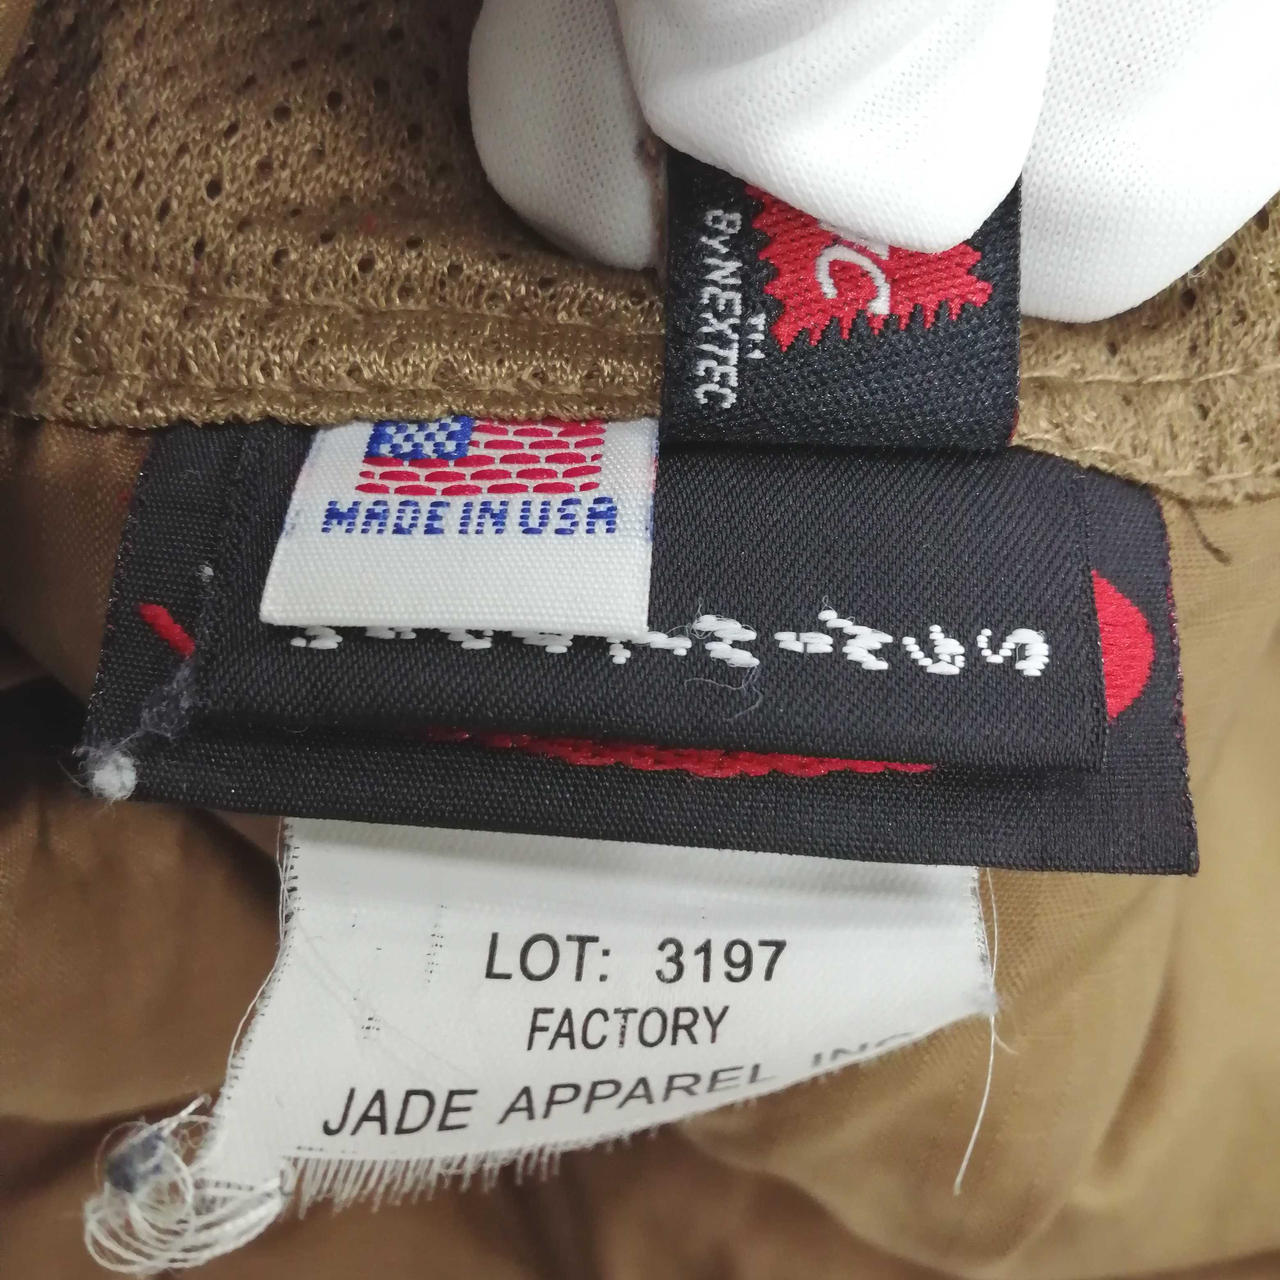 By NEXTEC
MADE IN USA
LOT: 3197
FACTORY
JADE APPAREL INC